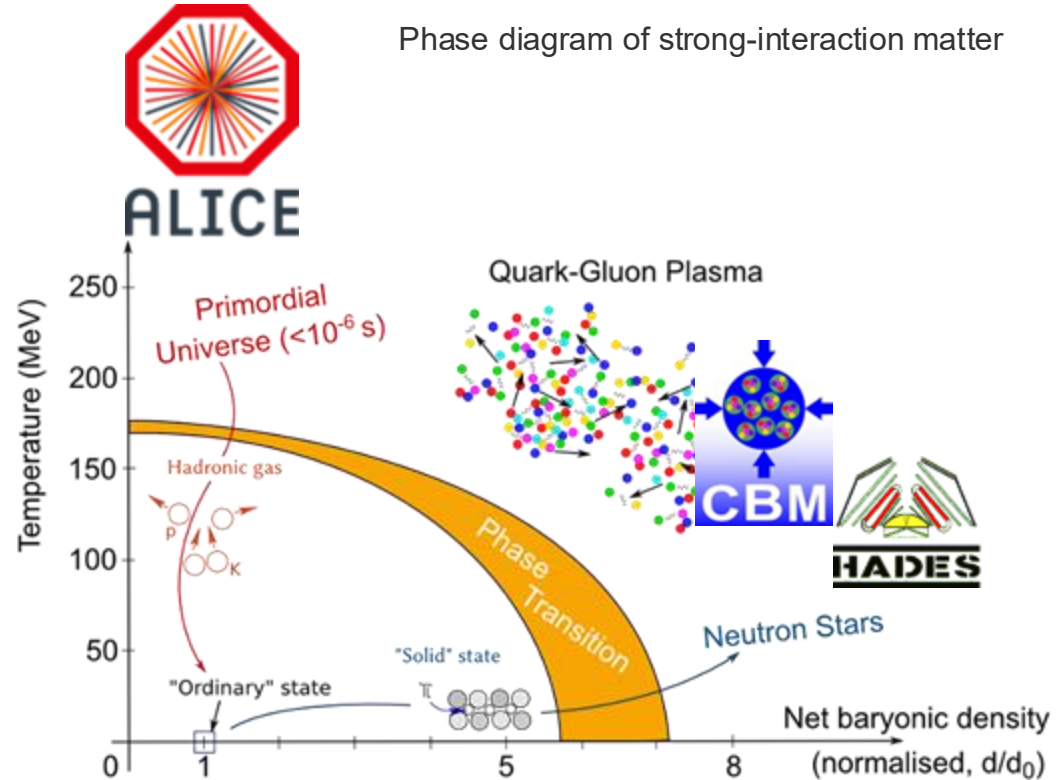 Phase diagram of strong-interaction matter
ALICE
Temperature (MeV)
250
200
150
100
50
0
1
5
8
Primordial
Universe (<10⁻⁶ s)
Quark-Gluon Plasma
Hadronic gas
p
K
CBM
HADES
Phase
Transition
Neutron Stars
"Solid" state
π
"Ordinary" state
Net baryonic density
(normalised, d/d₀)